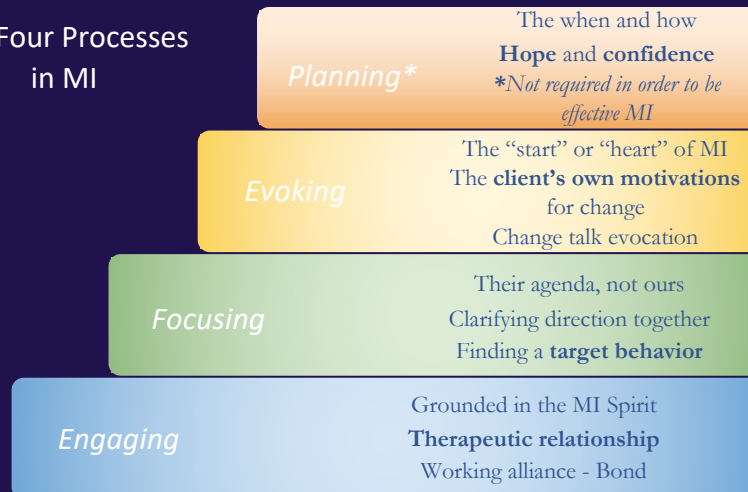 Four Processes
in MI
Planning*
The when and how
Hope and confidence
*Not required in order to be
effective MI
Evoking
The “start” or “heart” of MI
The client’s own motivations
for change
Change talk evocation
Focusing
Their agenda, not ours
Clarifying direction together
Finding a target behavior
Engaging
Grounded in the MI Spirit
Therapeutic relationship
Working alliance - Bond